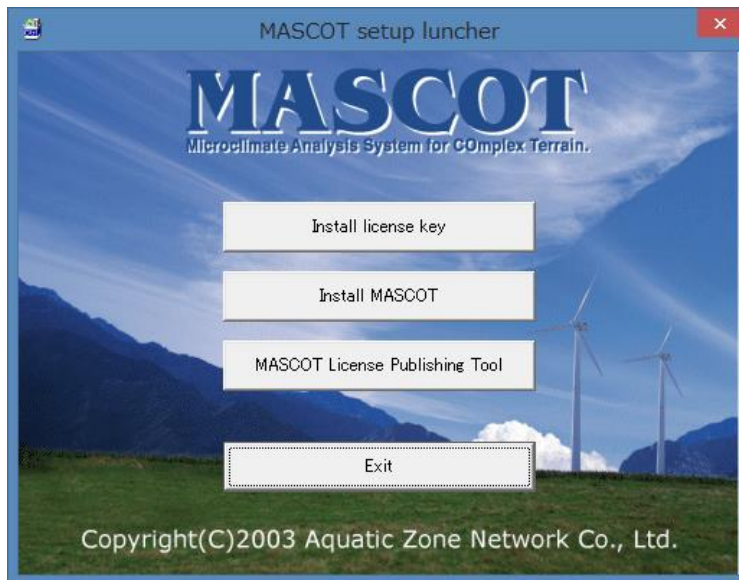 MASCOT setup luncher
MASCOT
Microclimate Analysis System for COmplex Terrain.
Install license key
Install MASCOT
MASCOT License Publishing Tool
Exit
Copyright(C)2003 Aquatic Zone Network Co., Ltd.